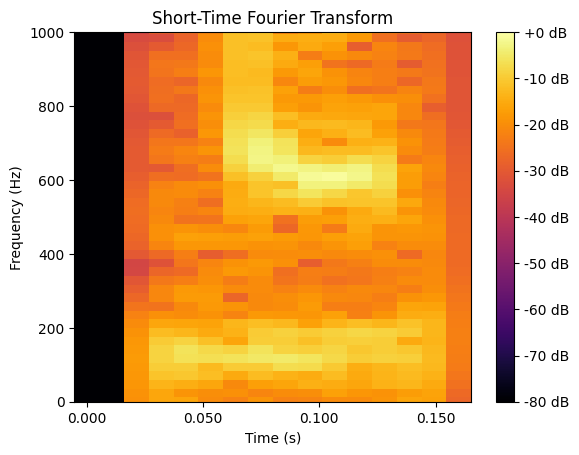 Short-Time Fourier Transform
1000
800
600
400
200
0
Frequency (Hz)
0.000
0.050
0.100
0.150
Time (s)
+0 dB
-10 dB
-20 dB
-30 dB
-40 dB
-50 dB
-60 dB
-70 dB
-80 dB